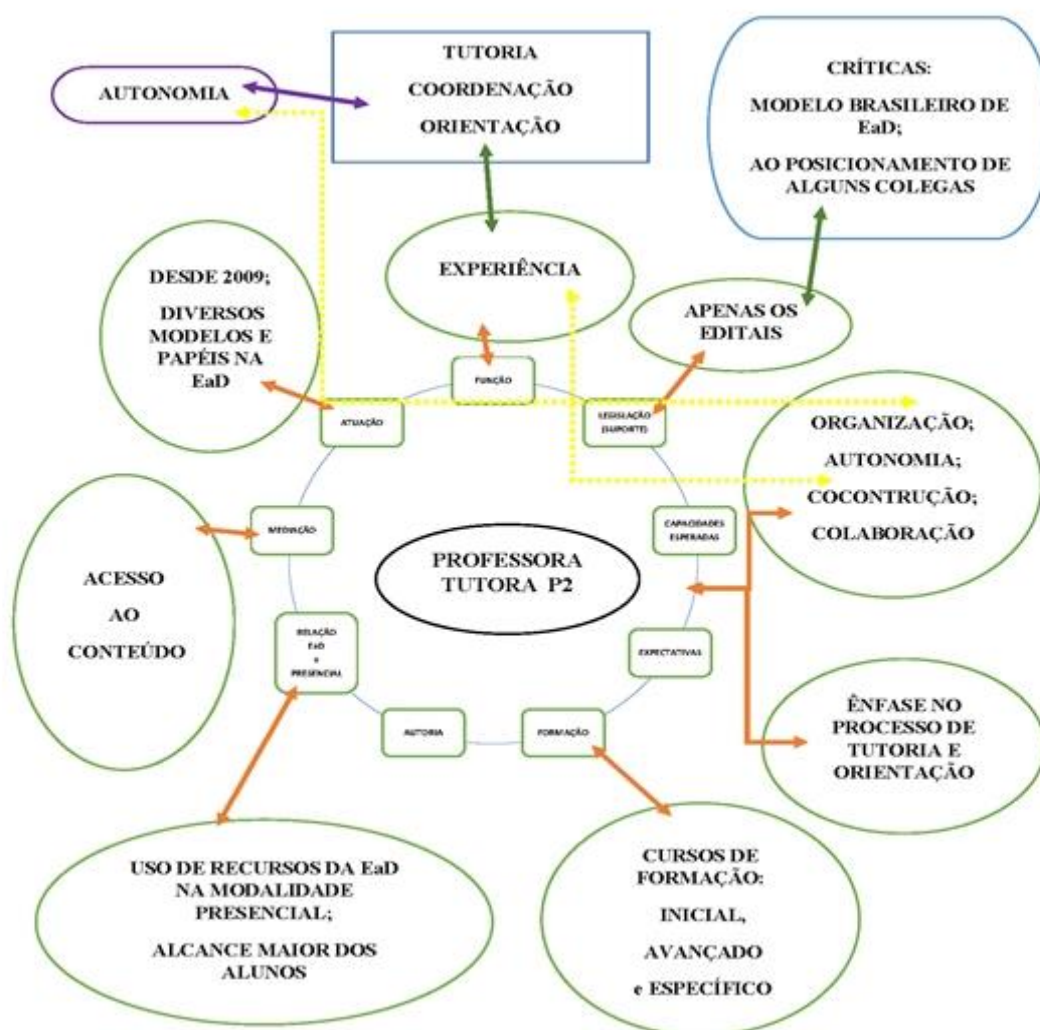 AUTONOMIA
TUTORIA
COORDENAÇÃO
ORIENTAÇÃO
CRÍTICAS:
MODELO BRASILEIRO DE
EaD;
AO POSICIONAMENTO DE
ALGUNS COLEGAS
DESDE 2009;
DIVERSOS
MODELOS E
PAPÉIS NA
EaD
EXPERIÊNCIA
APENAS OS
EDITAIS
FUNÇÃO
ATUAÇÃO
LEGISLAÇÃO
(SUPORTE)
ORGANIZAÇÃO;
AUTONOMIA;
COCONTRUÇÃO;
COLABORAÇÃO
MEDIAÇÃO
CAPACIDADES
ESPERADAS
PROFESSORA
TUTORA P2
ACESSO
AO
CONTEÚDO
RELAÇÃO
EaD
e
PRESENCIAL
EXPECTATIVAS
AUTORIA
FORMAÇÃO
ÊNFASE NO
PROCESSO DE
TUTORIA E
ORIENTAÇÃO
USO DE RECURSOS DA EaD
NA MODALIDADE
PRESENCIAL;
ALCANCE MAIOR DOS
ALUNOS
CURSOS DE
FORMAÇÃO:
INICIAL,
AVANÇADO
e ESPECÍFICO